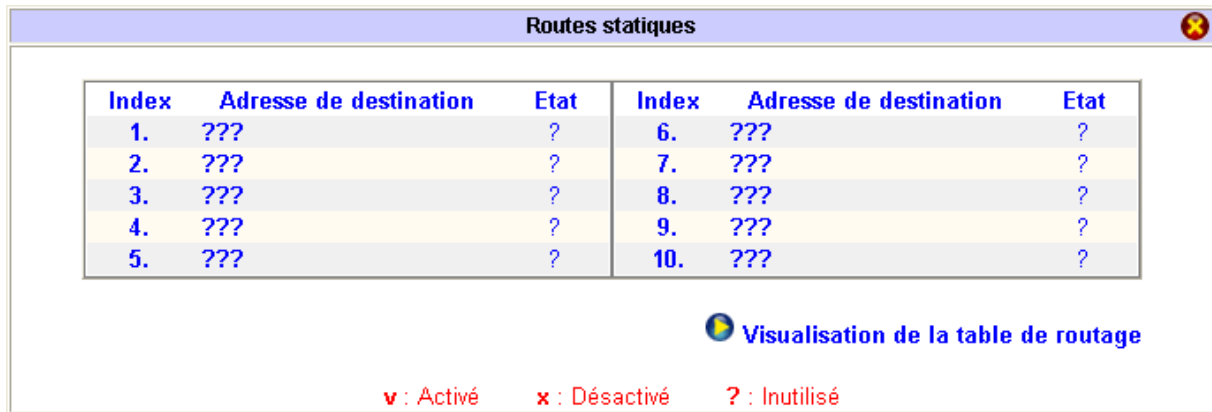 Routes statiques
Index Adresse de destination Etat Index Adresse de destination Etat
1. ??? ? 6. ??? ?
2. ??? ? 7. ??? ?
3. ??? ? 8. ??? ?
4. ??? ? 9. ??? ?
5. ??? ? 10. ??? ?
Visualisation de la table de routage
v : Activé x : Désactivé ? : Inutilisé